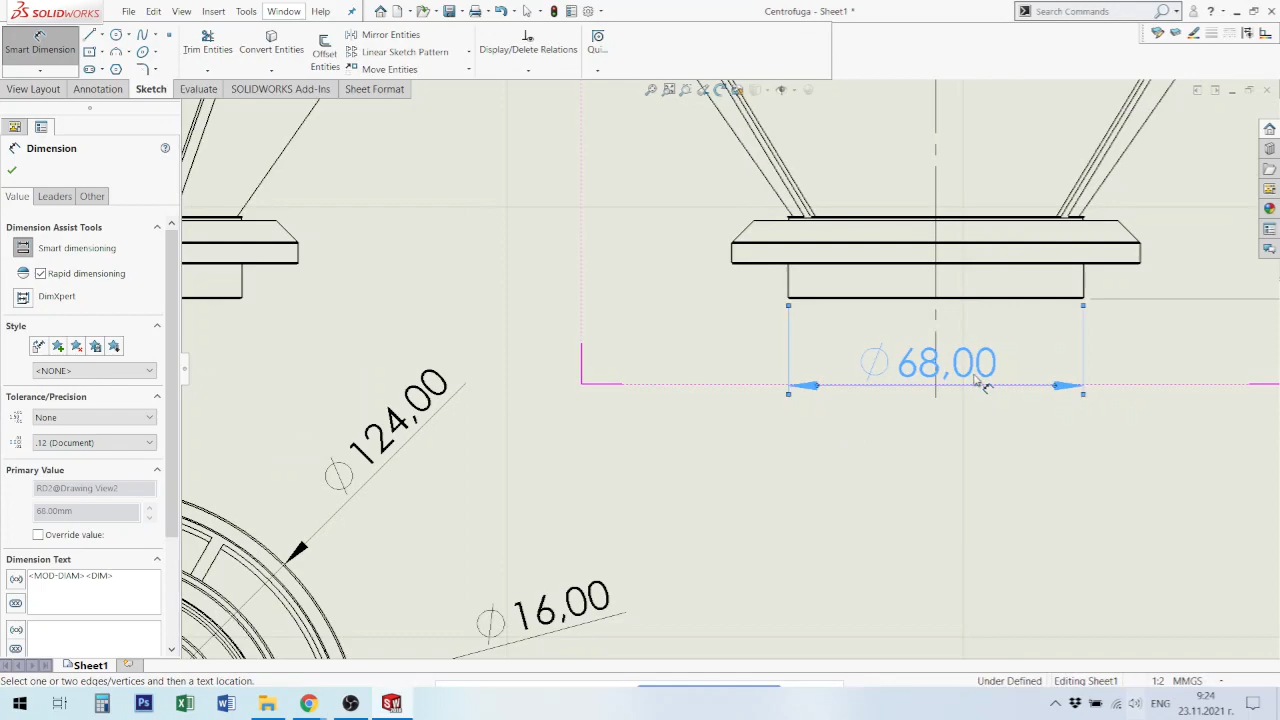 SOLIDWORKS File Edit View Insert Tools Window Help Centrofuga - Sheet1 * Search Commands
Smart Dimension Trim Entities Convert Entities Offset Entities Mirror Entities Display/Delete Relations Qui...
Linear Sketch Pattern
Move Entities
View Layout Annotation Sketch Evaluate SOLIDWORKS Add-Ins Sheet Format
Dimension
Value Leaders Other
Dimension Assist Tools
Smart dimensioning
Rapid dimensioning
DimXpert
Style
<NONE>
Tolerance/Precision
None
.12 (Document)
Primary Value
RD2@Drawing View2
68.00mm
Override value:
Dimension Text
<MOD-DIAM><DIM>
∅ 68,00
∅ 124,00
∅ 16,00
Sheet1
Select one or two edges/vertices and then a text location. Under Defined Editing Sheet1 1:2 MMGS
ENG 9:24
23.11.2021 г.